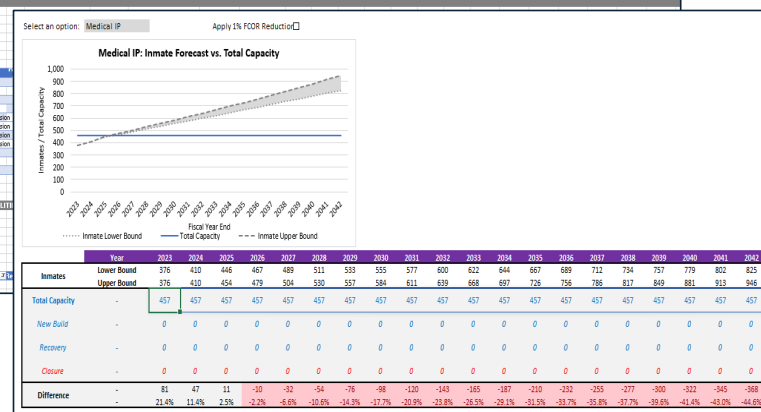 Select an option: Medical IP Apply 1% FCOR Reduction
Medical IP: Inmate Forecast vs. Total Capacity
Inmates / Total Capacity
1,000
900
800
700
600
500
400
300
200
100
0
2023 2024 2025 2026 2027 2028 2029 2030 2031 2032 2033 2034 2035 2036 2037 2038 2039 2040 2041 2042
Fiscal Year End
Inmate Lower Bound Total Capacity Inmate Upper Bound
Year 2023 2024 2025 2026 2027 2028 2029 2030 2031 2032 2033 2034 2035 2036 2037 2038 2039 2040 2041 2042
Inmates
Lower Bound 376 410 446 467 489 511 533 555 577 600 622 644 667 689 712 734 757 779 802 825
Upper Bound 376 410 454 479 504 530 557 584 611 639 668 697 726 756 786 817 849 881 913 946
Total Capacity - 457 457 457 457 457 457 457 457 457 457 457 457 457 457 457 457 457 457 457 457
New Build - 0 0 0 0 0 0 0 0 0 0 0 0 0 0 0 0 0 0 0 0
Recovery - 0 0 0 0 0 0 0 0 0 0 0 0 0 0 0 0 0 0 0 0
Closure - 0 0 0 0 0 0 0 0 0 0 0 0 0 0 0 0 0 0 0 0
Difference
- 81 47 11 -10 -32 -54 -76 -98 -120 -143 -165 -187 -210 -232 -255 -277 -300 -322 -345 -368
- 21.4% 11.4% 2.5% -2.2% -6.6% -10.6% -14.3% -17.7% -20.9% -23.8% -26.5% -29.1% -31.5% -33.7% -35.8% -37.7% -39.6% -41.4% -43.0% -44.6%